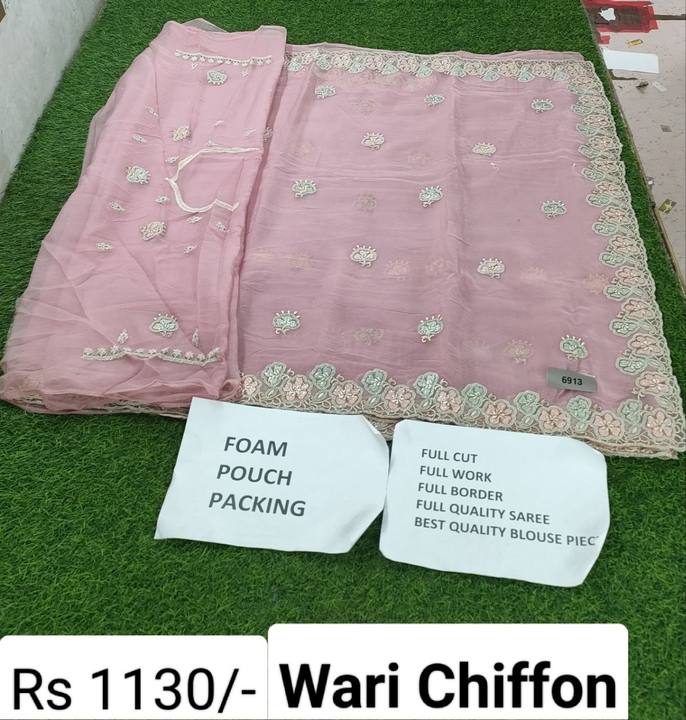 6913
FOAM
POUCH
PACKING
FULL CUT
FULL WORK
FULL BORDER
FULL QUALITY SAREE
BEST QUALITY BLOUSE PIEC
Rs 1130/-
Wari Chiffon